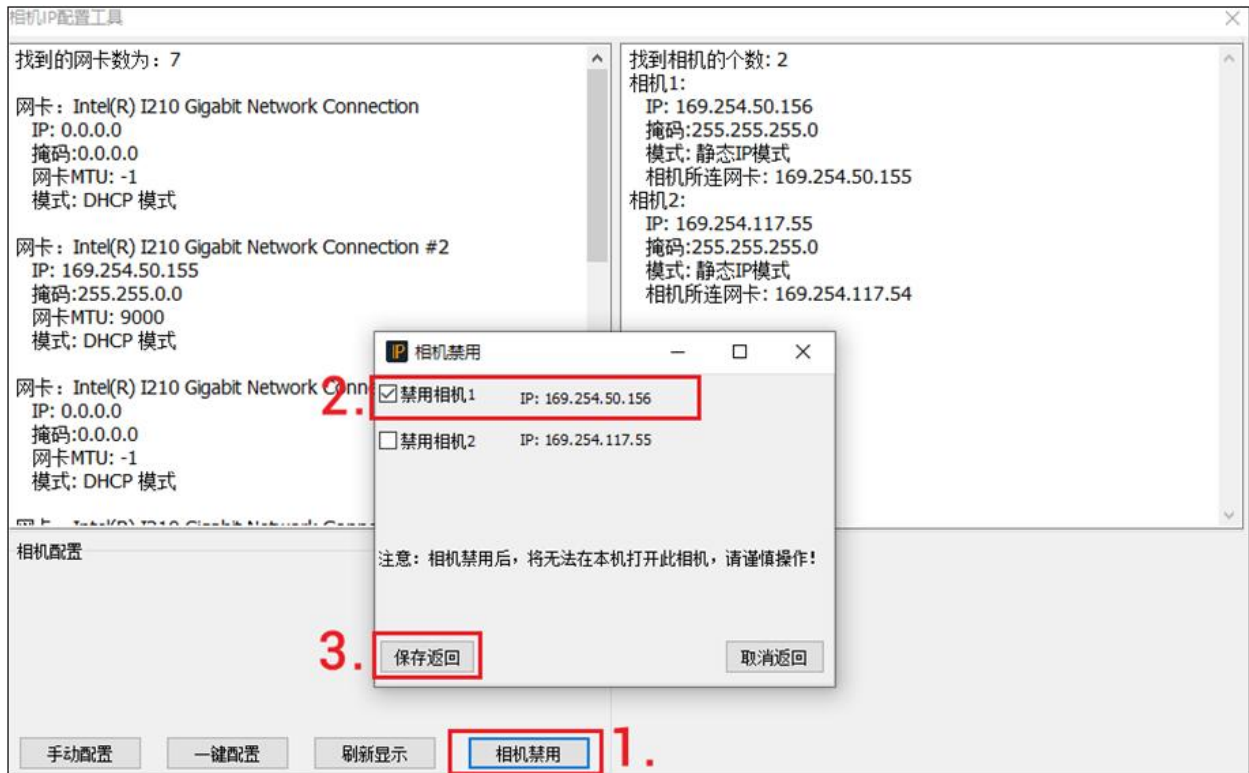 相机IP配置工具
找到的网卡数为：7
网卡：Intel(R) I210 Gigabit Network Connection
IP: 0.0.0.0
掩码:0.0.0.0
网卡MTU: -1
模式: DHCP 模式
网卡：Intel(R) I210 Gigabit Network Connection #2
IP: 169.254.50.155
掩码:255.255.0.0
网卡MTU: 9000
模式: DHCP 模式
网卡：Intel(R) I210 Gigabit Network Conn
IP: 0.0.0.0
掩码:0.0.0.0
网卡MTU: -1
模式: DHCP 模式
网卡：Intel(R) I210 Gigabit Network Conne
找到相机的个数: 2
相机1:
IP: 169.254.50.156
掩码:255.255.255.0
模式: 静态IP模式
相机所连网卡: 169.254.50.155
相机2:
IP: 169.254.117.55
掩码:255.255.255.0
模式: 静态IP模式
相机所连网卡: 169.254.117.54
IP 相机禁用
2.
禁用相机1 IP: 169.254.50.156
禁用相机2 IP: 169.254.117.55
注意：相机禁用后，将无法在本机打开此相机，请谨慎操作！
3.
保存返回 取消返回
相机配置
手动配置 一键配置 刷新显示 相机禁用
1.